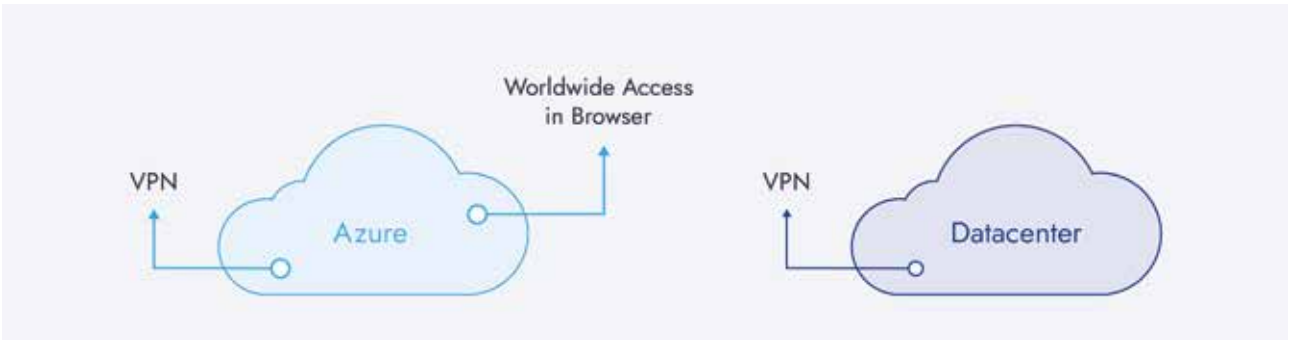 Worldwide Access
in Browser
VPN
Azure
VPN
Datacenter